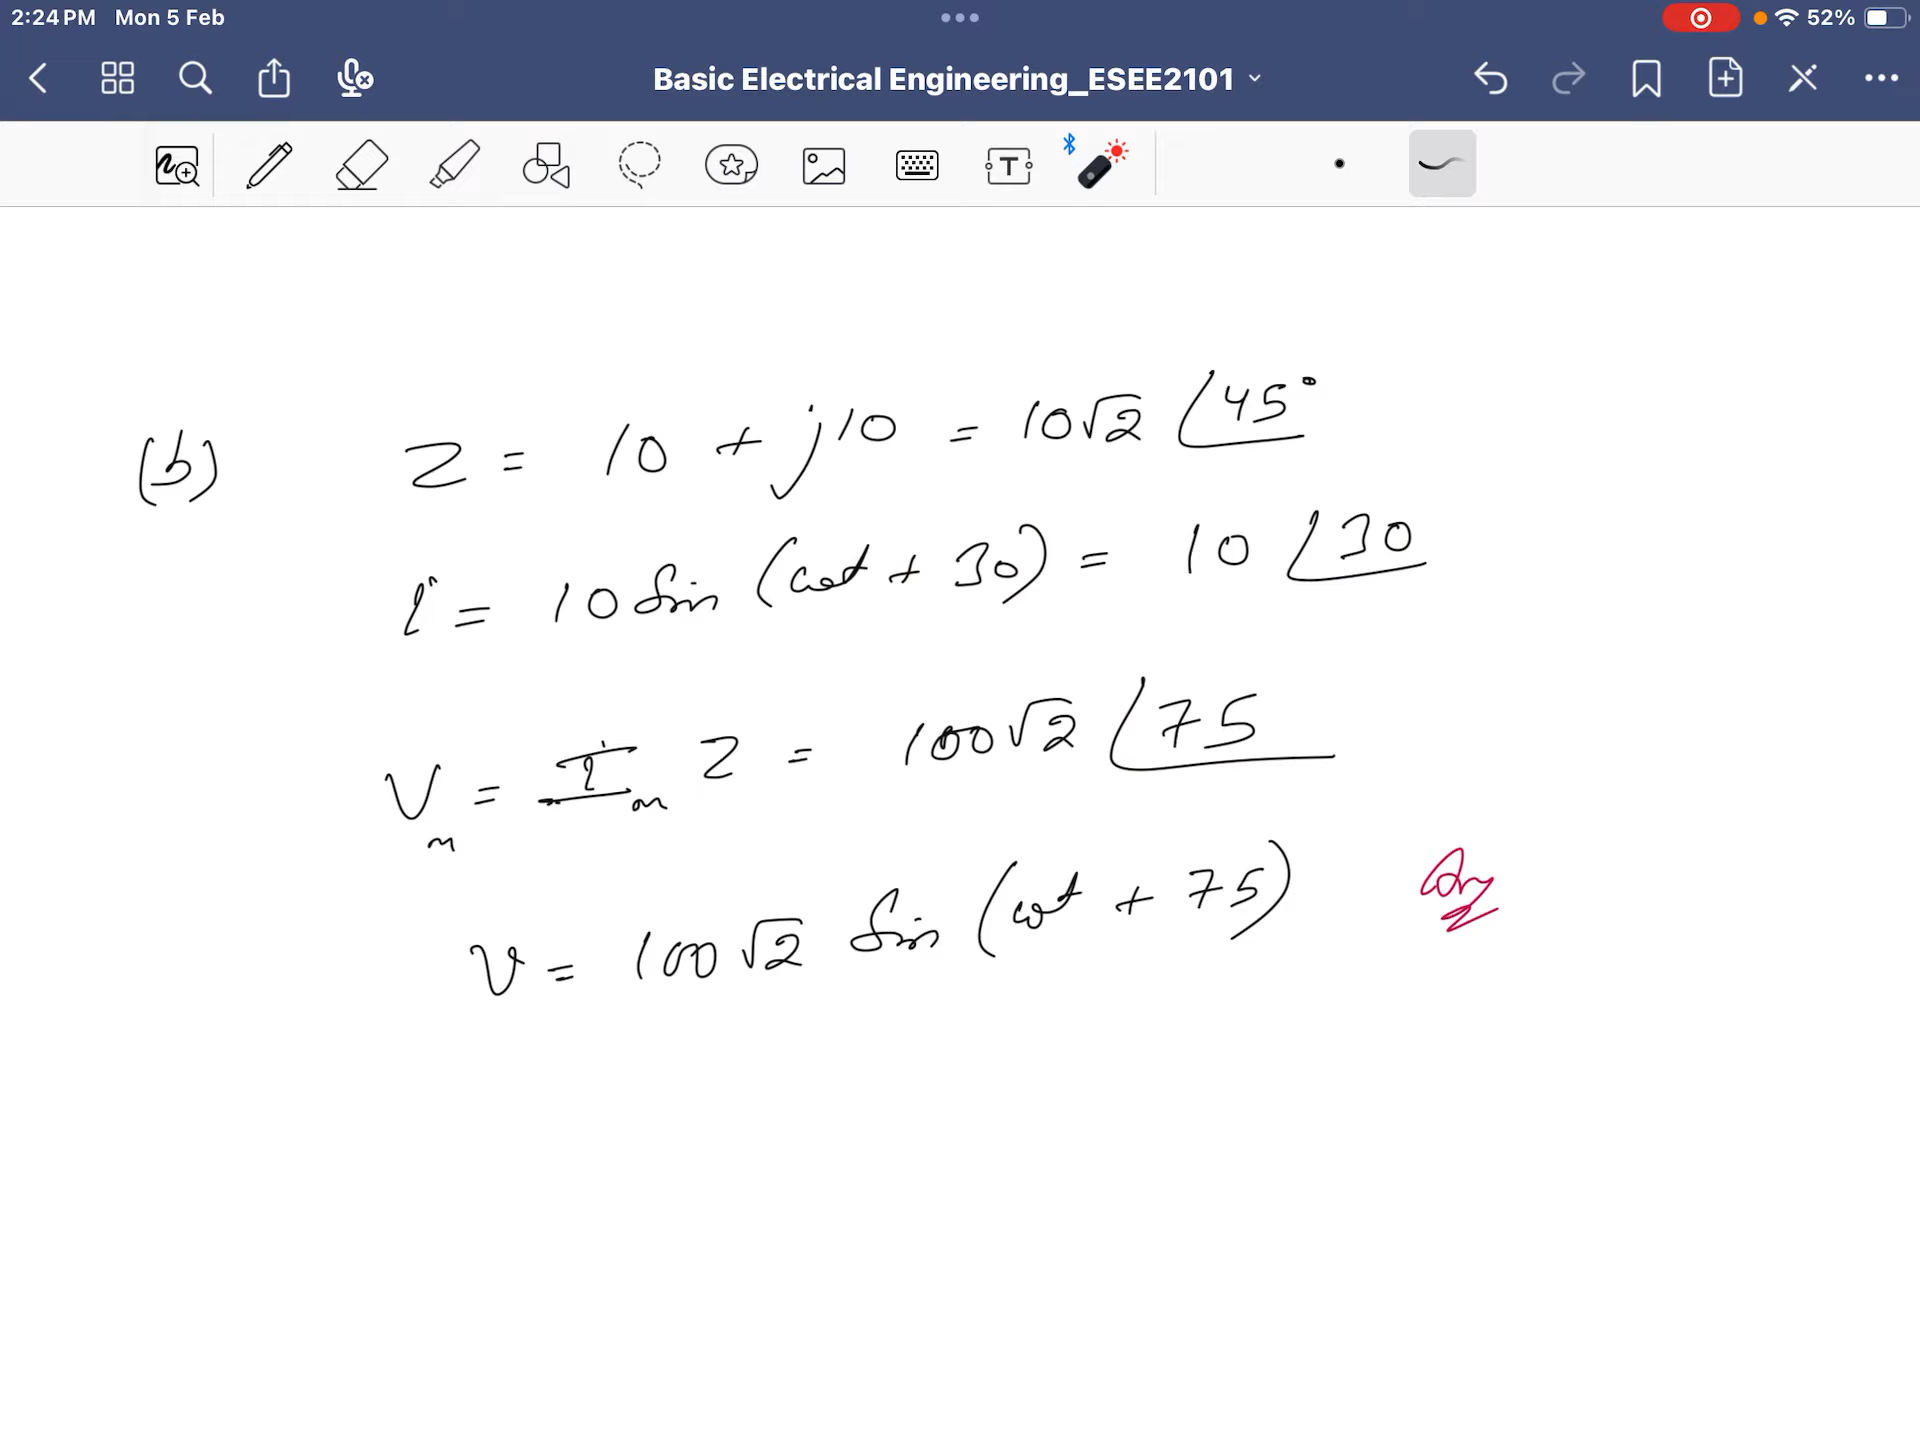 2:24 PM Mon 5 Feb
52%
Basic Electrical Engineering_ESEE2101
T
(b) Z = 10 + j10 = 10√2 ∠45°
i = 10 Sin (ωt + 30) = 10 ∠30
Vm = Im Z = 100√2 ∠75
v = 100√2 Sin (ωt + 75) Ans